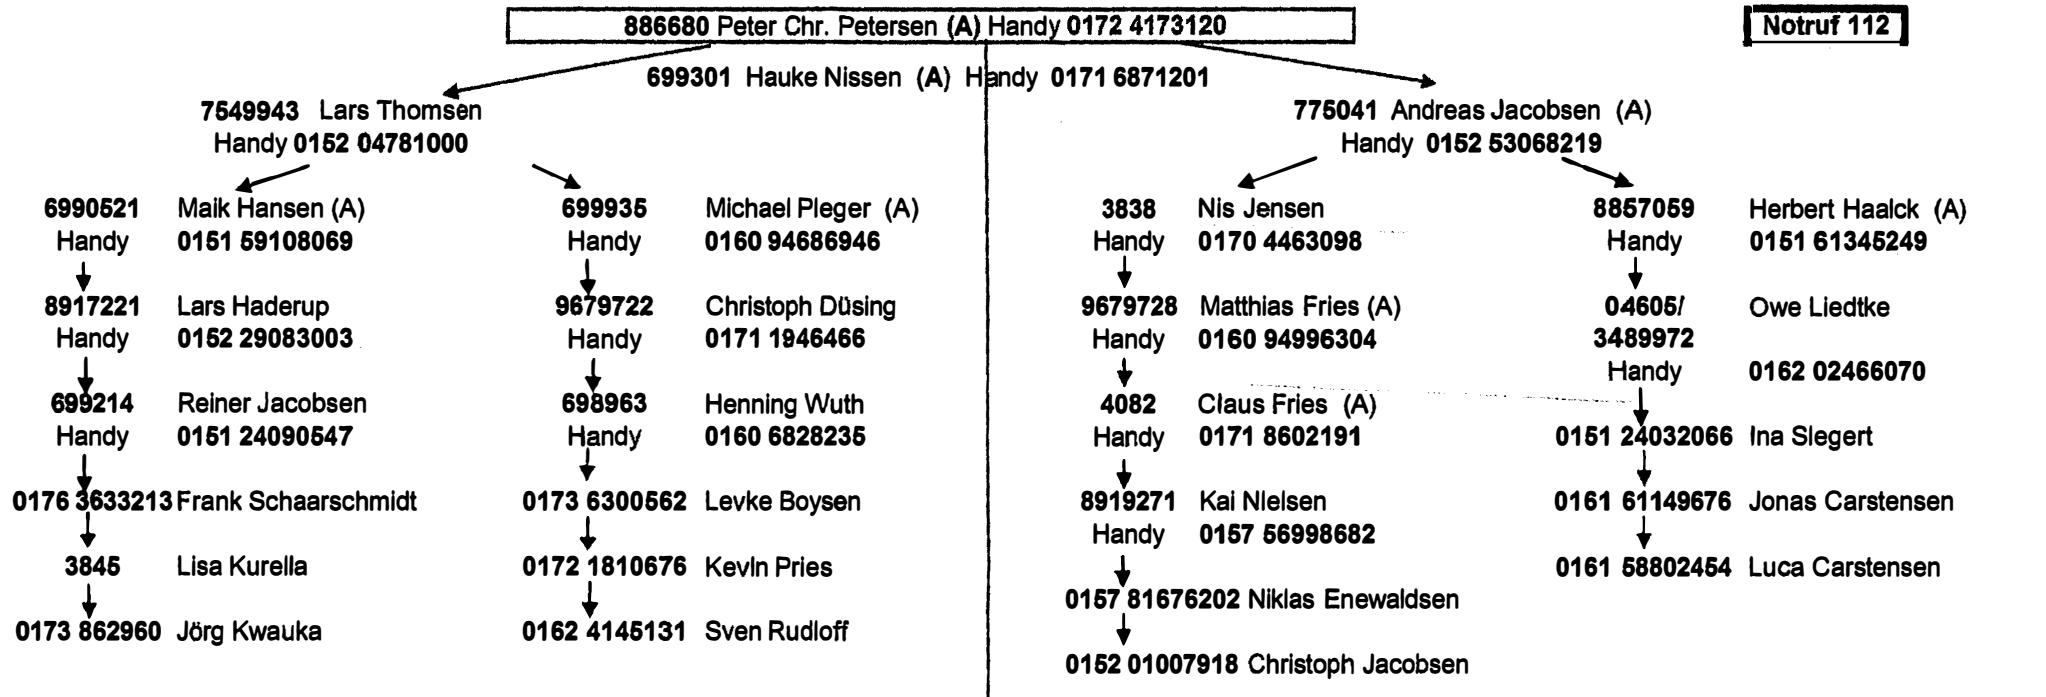 886680 Peter Chr. Petersen (A) Handy 0172 4173120
Notruf 112
699301 Hauke Nissen (A) Handy 0171 6871201
7549943 Lars Thomsen
Handy 0152 04781000
6990521 Maik Hansen (A)
Handy 0151 59108069
8917221 Lars Haderup
Handy 0152 29083003
699214 Reiner Jacobsen
Handy 0151 24090547
0176 3633213 Frank Schaarschmidt
3845 Lisa Kurella
0173 862960 Jörg Kwauka
699935 Michael Pleger (A)
Handy 0160 94686946
9679722 Christoph Düsing
Handy 0171 1946466
698963 Henning Wuth
Handy 0160 6828235
0173 6300562 Levke Boysen
0172 1810676 Kevin Pries
0162 4145131 Sven Rudloff
775041 Andreas Jacobsen (A)
Handy 0152 53068219
3838 Nis Jensen
Handy 0170 4463098
9679728 Matthias Fries (A)
Handy 0160 94996304
4082 Claus Fries (A)
Handy 0171 8602191
8919271 Kai Nielsen
Handy 0157 56998682
0157 81676202 Niklas Enewaldsen
0152 01007918 Christoph Jacobsen
8857059 Herbert Haalck (A)
Handy 0151 61345249
04605/ Owe Liedtke
3489972
Handy 0162 02466070
0151 24032066 Ina Siegert
0161 61149676 Jonas Carstensen
0161 58802454 Luca Carstensen